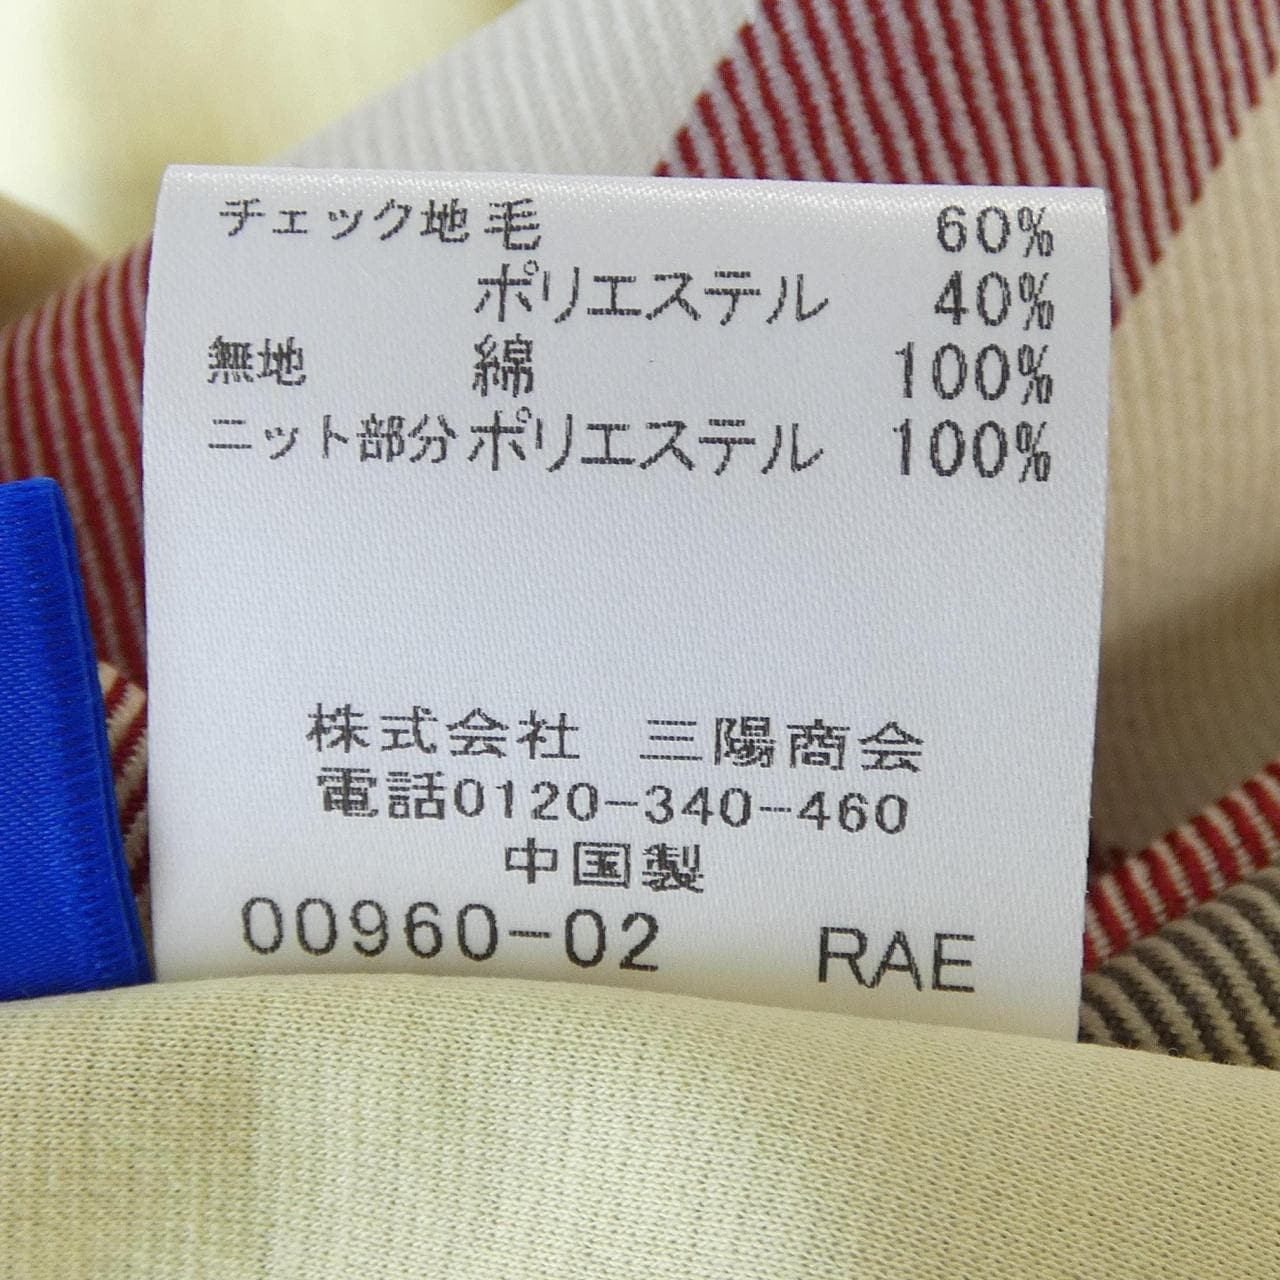 チェック地 毛 60%
ポリエステル 40%
無地 綿 100%
ニット部分 ポリエステル 100%
株式会社 三陽商会
電話0120-340-460
中国製
00960-02 RAE